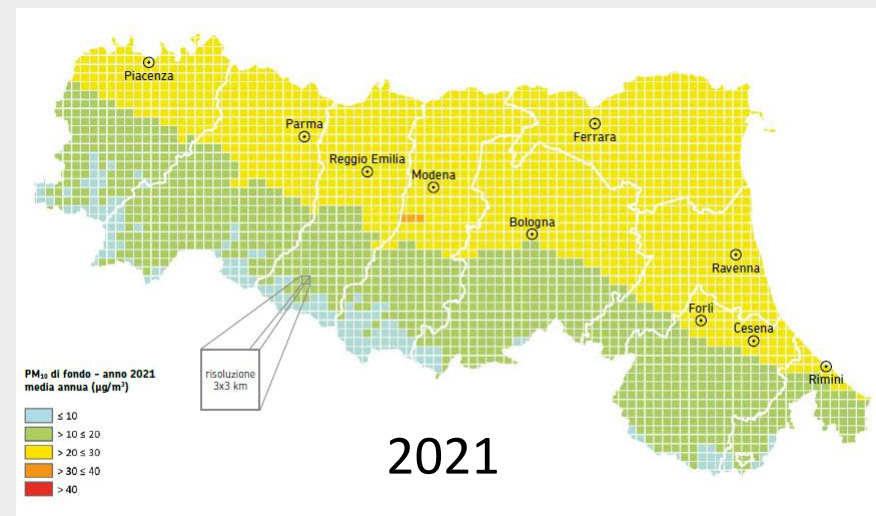 Piacenza
Parma
Reggio Emilia
Modena
Ferrara
Bologna
Ravenna
Forlì
Cesena
Rimini
risoluzione
3x3 km
PM₁₀ di fondo - anno 2021
media annua (µg/m³)
≤ 10
> 10 ≤ 20
> 20 ≤ 30
> 30 ≤ 40
> 40
2021